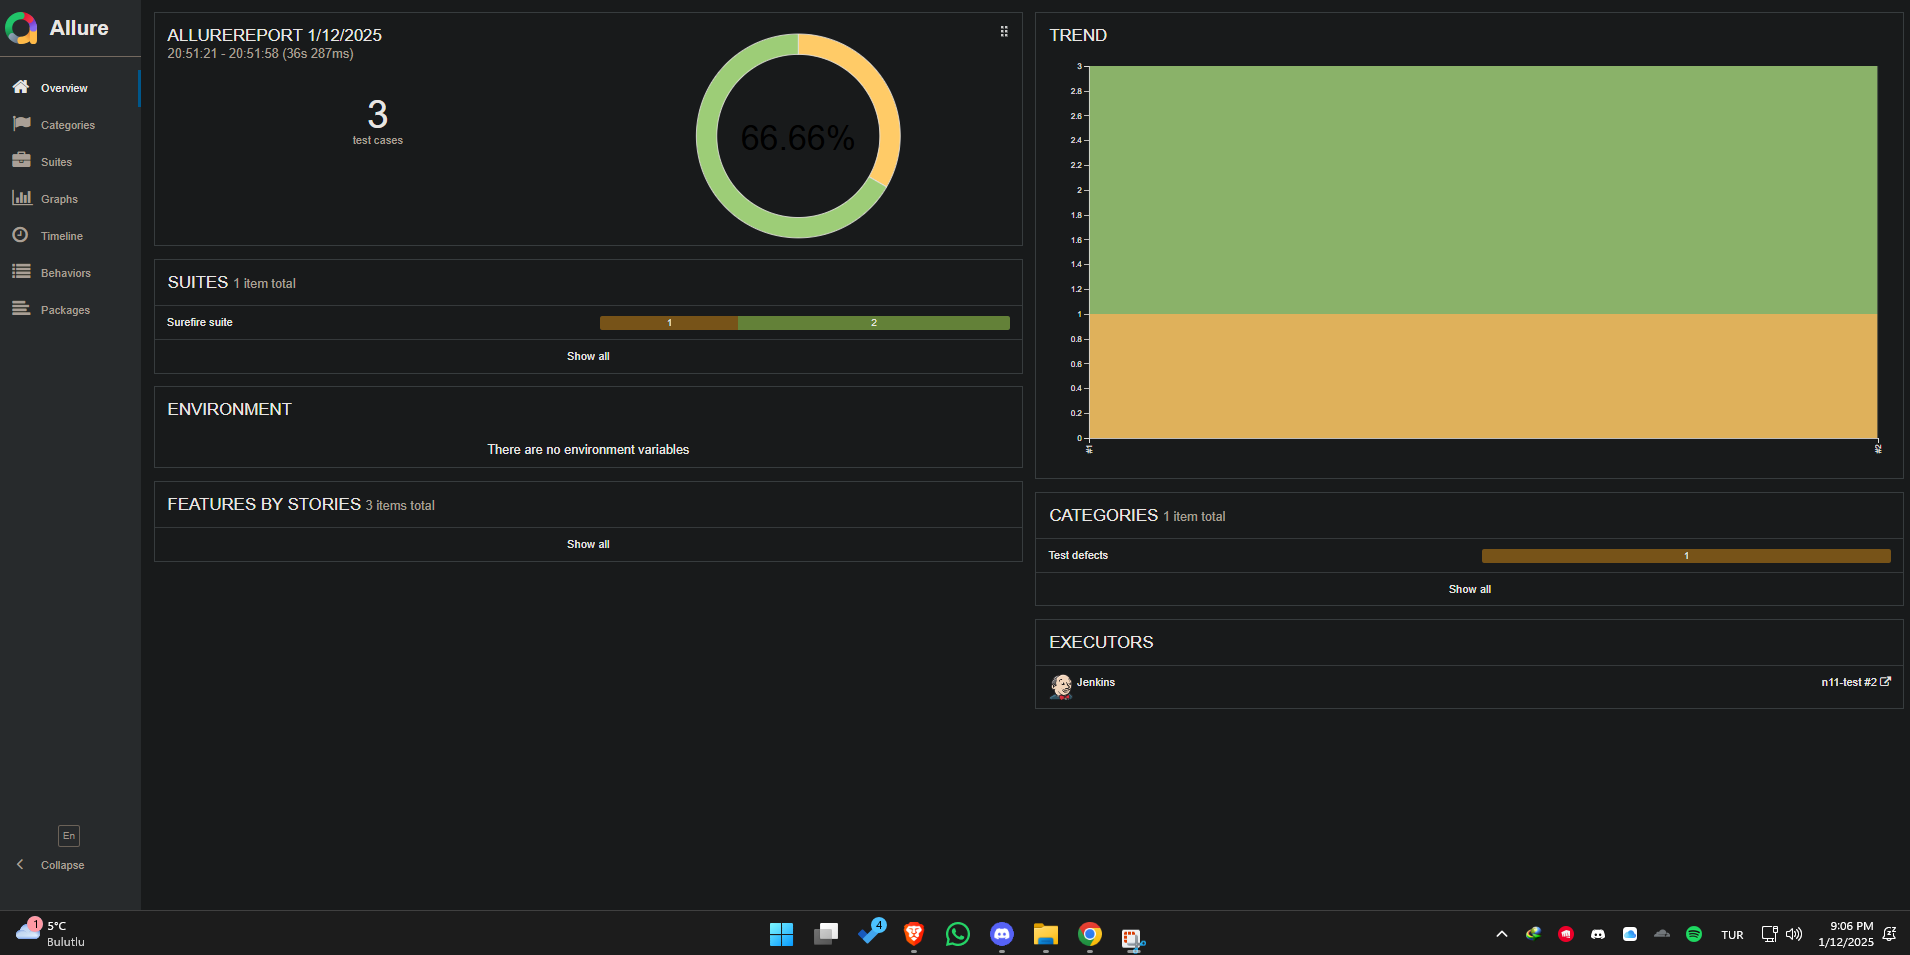 Allure
Overview
Categories
Suites
Graphs
Timeline
Behaviors
Packages
En
Collapse
ALLUREREPORT 1/12/2025
20:51:21 - 20:51:58 (36s 287ms)
3
test cases
66.66%
SUITES 1 item total
Surefire suite
1
2
Show all
ENVIRONMENT
There are no environment variables
FEATURES BY STORIES 3 items total
Show all
TREND
3
2.8
2.6
2.4
2.2
2
1.8
1.6
1.4
1.2
1
0.8
0.6
0.4
0.2
0
#1
#2
CATEGORIES 1 item total
Test defects
1
Show all
EXECUTORS
Jenkins
n11-test #2
1
5°C
Bulutlu
4
TUR
9:06 PM
1/12/2025